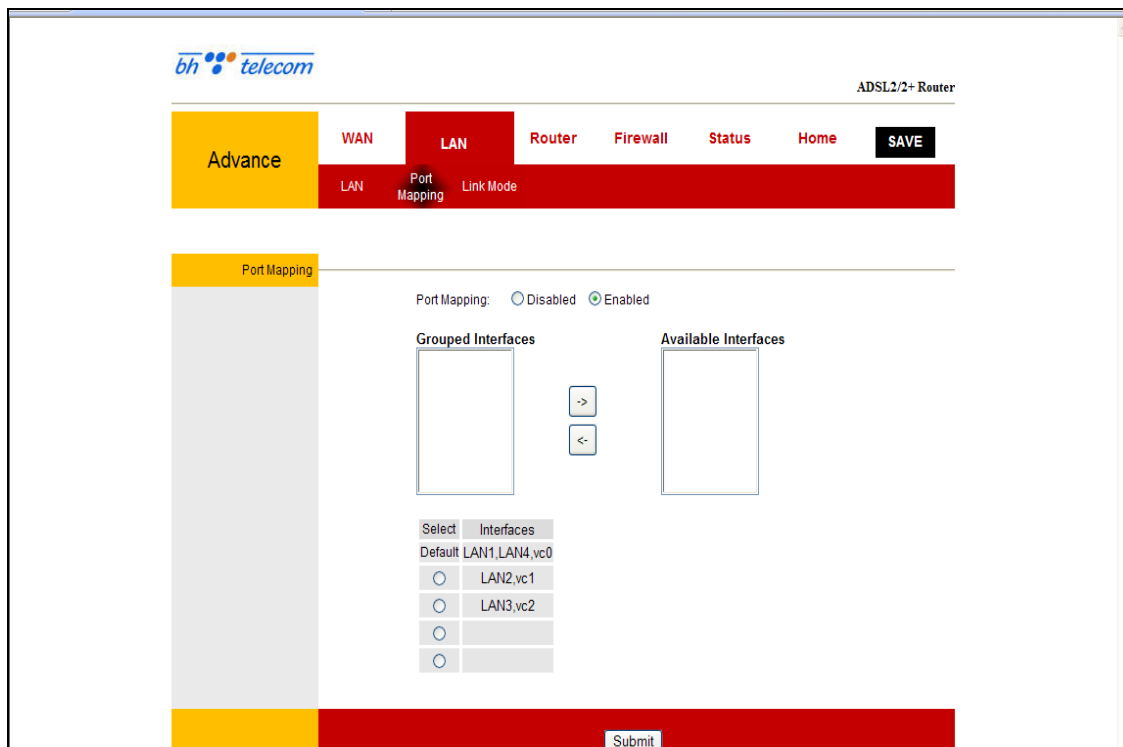 bh telecom
ADSL2/2+ Router
Advance
WAN LAN Router Firewall Status Home SAVE
LAN Port Mapping Link Mode
Port Mapping
Port Mapping: Disabled Enabled
Grouped Interfaces Available Interfaces
->
<-
Select Interfaces
Default LAN1,LAN4,vc0
LAN2,vc1
LAN3,vc2
Submit